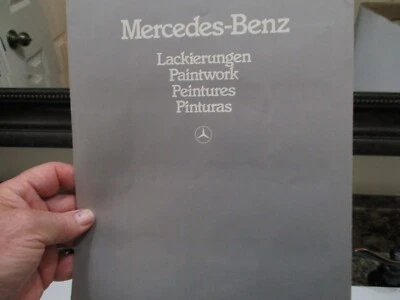 Mercedes-Benz
Lackierungen
Paintwork
Peintures
Pinturas